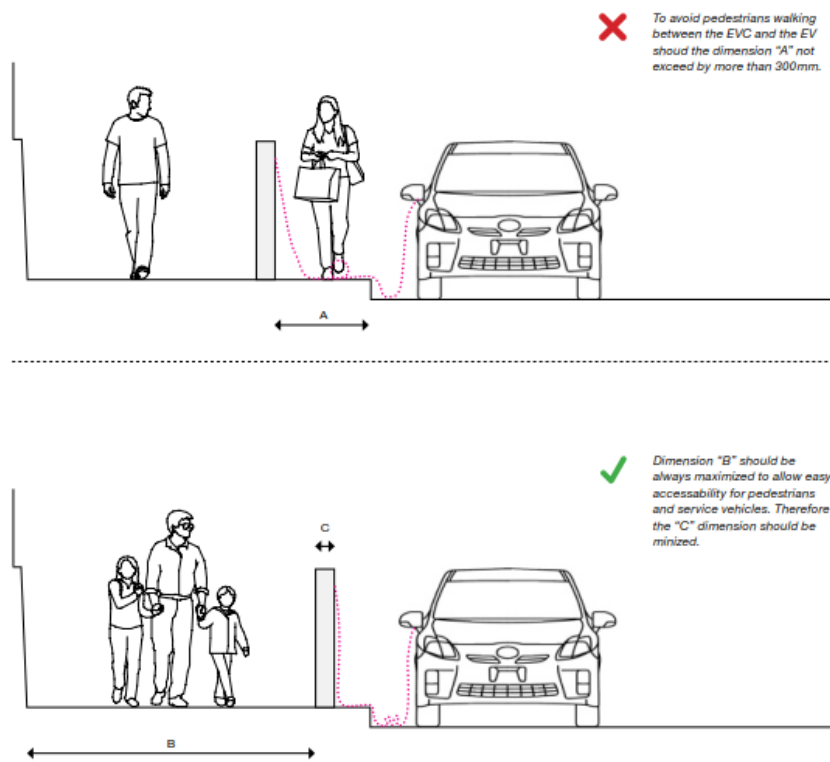 To avoid pedestrians walking
between the EVC and the EV
shoud the dimension “A” not
exceed by more than 300mm.
A
Dimension “B” should be
always maximized to allow easy
accessability for pedestrians
and service vehicles. Therefore
the “C” dimension should be
minized.
C
B